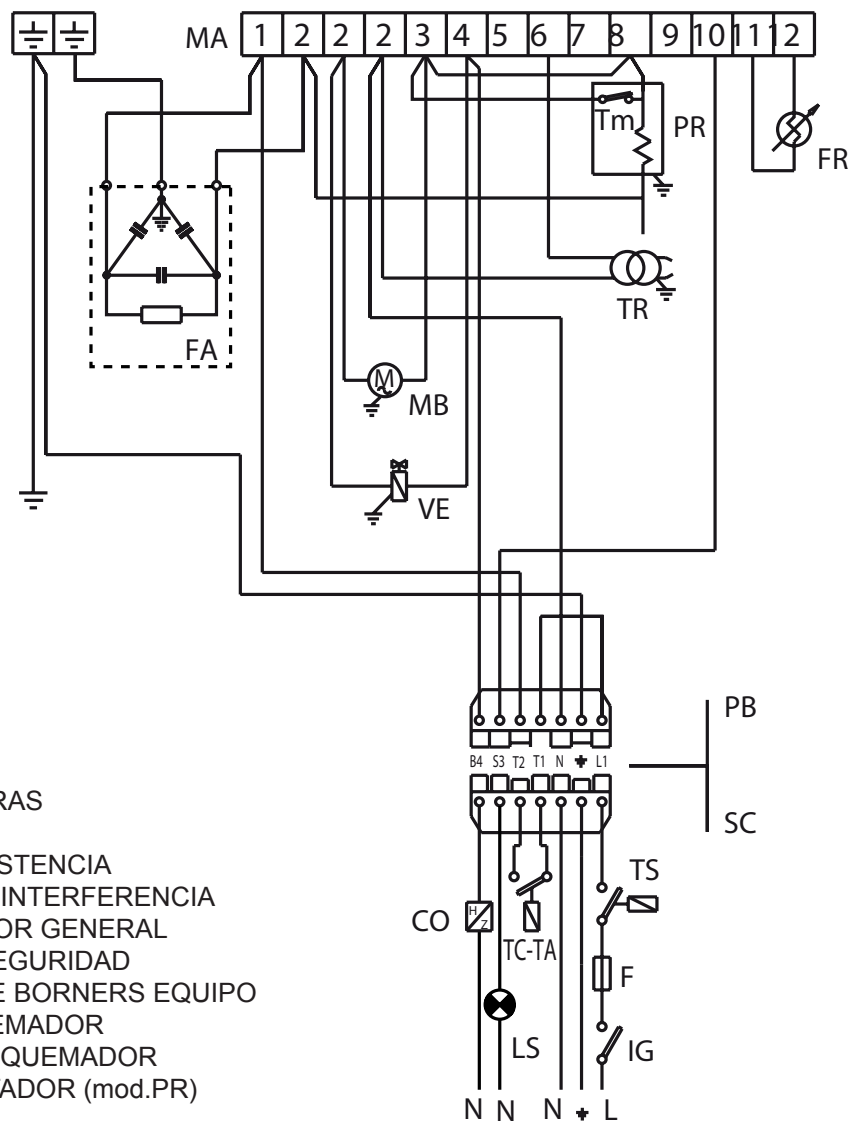 MA 1 2 2 2 3 4 5 6 7 8 9 10 11 12
Tm
PR
FR
TR
FA
M
MB
VE
PB
B4 S3 T2 T1 N L1
SC
TS
CO
H
Z
TC-TA
F
LS
IG
N N N L
RAS
STENCIA
INTERFERENCIA
OR GENERAL
EGURIDAD
E BORNERS EQUIPO
EMADOR
QUEMADOR
TADOR (mod.PR)